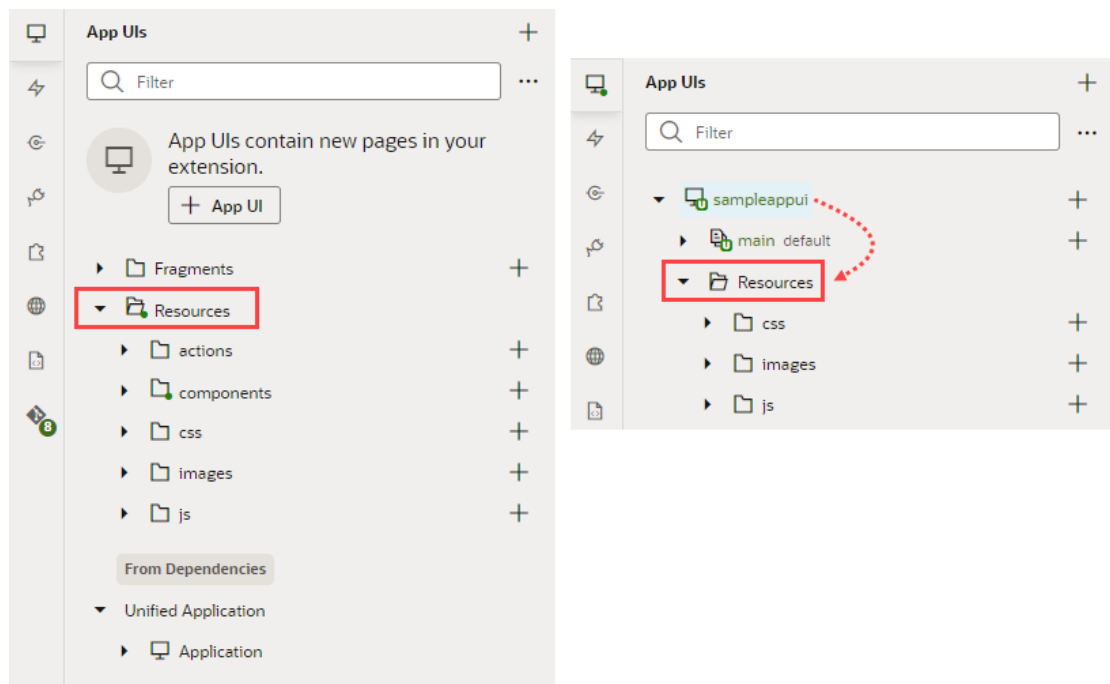 App UIs
Filter
App UIs contain new pages in your
extension.
App UI
Fragments
Resources
actions
components
css
images
js
From Dependencies
Unified Application
Application
8
App UIs
Filter
sampleappui
main default
Resources
css
images
js